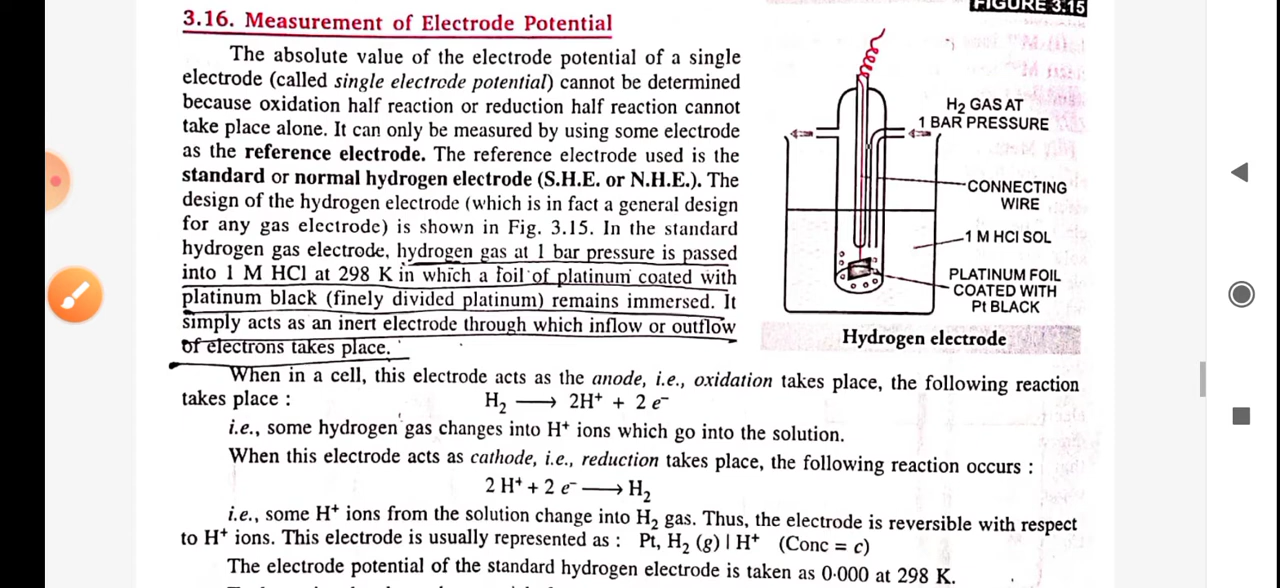 3.16. Measurement of Electrode Potential
The absolute value of the electrode potential of a single
electrode (called single electrode potential) cannot be determined
because oxidation half reaction or reduction half reaction cannot
take place alone. It can only be measured by using some electrode
as the reference electrode. The reference electrode used is the
standard or normal hydrogen electrode (S.H.E. or N.H.E.). The
design of the hydrogen electrode (which is in fact a general design
for any gas electrode) is shown in Fig. 3.15. In the standard
hydrogen gas electrode, hydrogen gas at 1 bar pressure is passed
into 1 M HCl at 298 K in which a foil of platinum coated with
platinum black (finely divided platinum) remains immersed. It
simply acts as an inert electrode through which inflow or outflow
of electrons takes place.
FIGURE 3.15
H₂ GAS AT
1 BAR PRESSURE
CONNECTING
WIRE
1 M HCl SOL
PLATINUM FOIL
COATED WITH
Pt BLACK
Hydrogen electrode
When in a cell, this electrode acts as the anode, i.e., oxidation takes place, the following reaction
takes place : H₂ ⟶ 2H⁺ + 2 e⁻
i.e., some hydrogen gas changes into H⁺ ions which go into the solution.
When this electrode acts as cathode, i.e., reduction takes place, the following reaction occurs :
2 H⁺ + 2 e⁻ ⟶ H₂
i.e., some H⁺ ions from the solution change into H₂ gas. Thus, the electrode is reversible with respect
to H⁺ ions. This electrode is usually represented as : Pt, H₂ (g) | H⁺ (Conc = c)
The electrode potential of the standard hydrogen electrode is taken as 0·000 at 298 K.